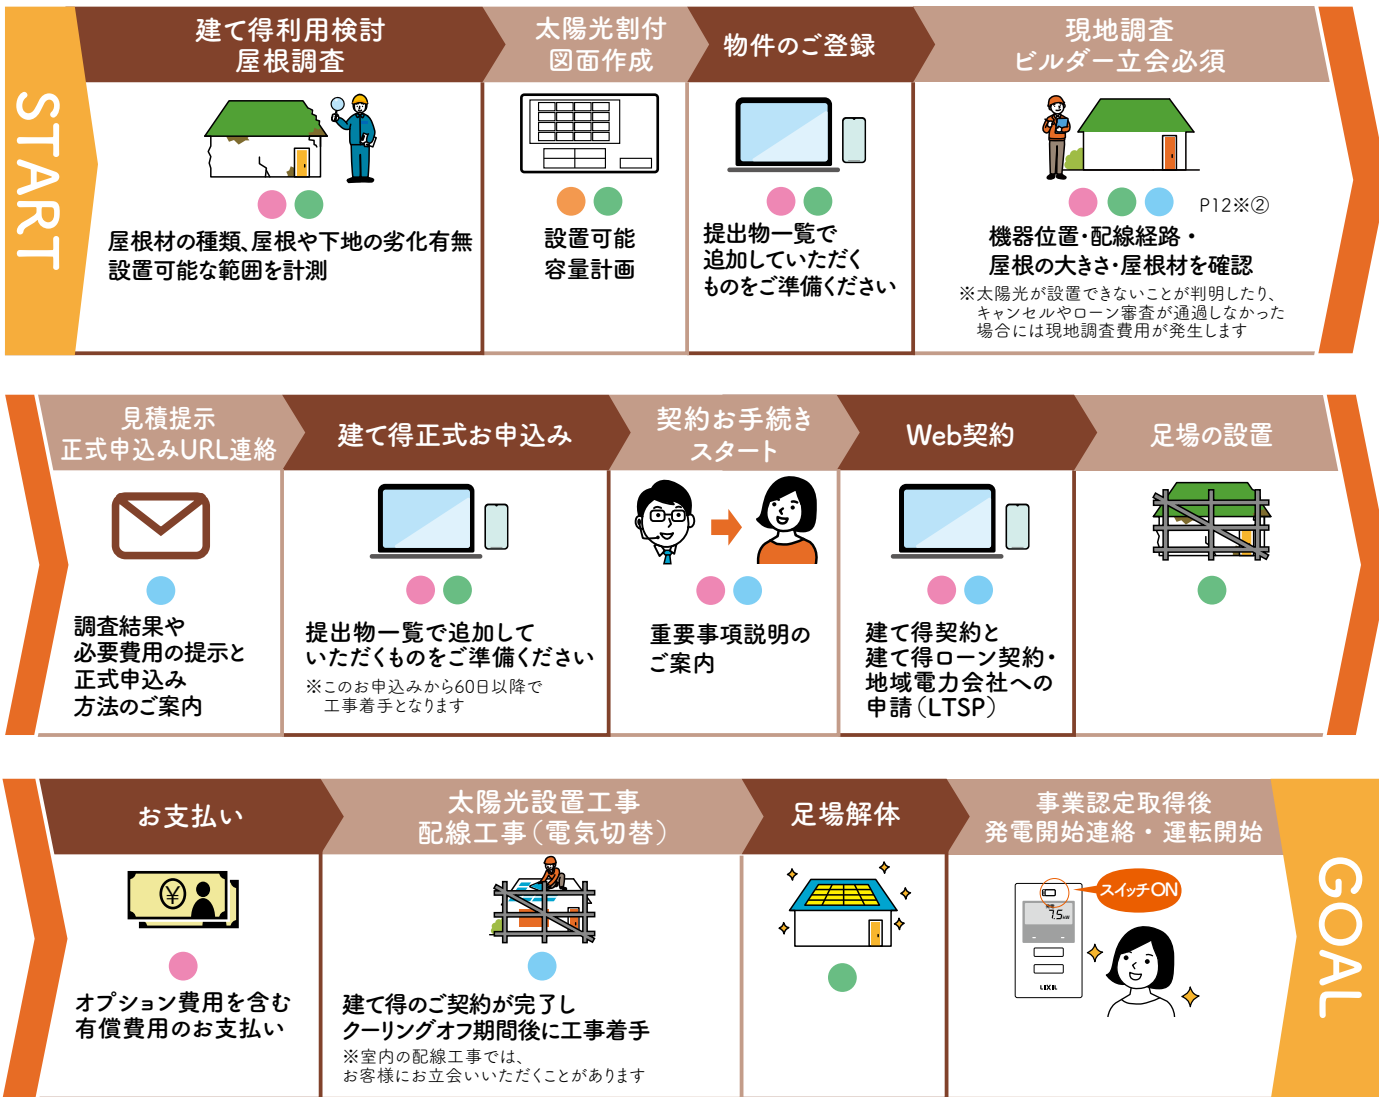 START
建て得利用検討
屋根調査
屋根材の種類、屋根や下地の劣化有無
設置可能な範囲を計測
太陽光割付
図面作成
設置可能
容量計画
物件のご登録
提出物一覧で
追加していただく
ものをご準備ください
現地調査
ビルダー立会必須
P12※②
機器位置・配線経路・
屋根の大きさ・屋根材を確認
※太陽光が設置できないことが判明したり、
キャンセルやローン審査が通過しなかった
場合には現地調査費用が発生します
見積提示
正式申込みURL連絡
調査結果や
必要費用の提示と
正式申込み
方法のご案内
建て得正式お申込み
提出物一覧で追加して
いただくものをご準備ください
※このお申込みから60日以降で
工事着手となります
契約お手続き
スタート
重要事項説明の
ご案内
Web契約
建て得契約と
建て得ローン契約・
地域電力会社への
申請（LTSP）
足場の設置
お支払い
オプション費用を含む
有償費用のお支払い
太陽光設置工事
配線工事（電気切替）
建て得のご契約が完了し
クーリングオフ期間後に工事着手
※室内の配線工事では、
お客様にお立会いいただくことがあります
足場解体
事業認定取得後
発電開始連絡・運転開始
スイッチON
7.5kW
LIXIL
GOAL